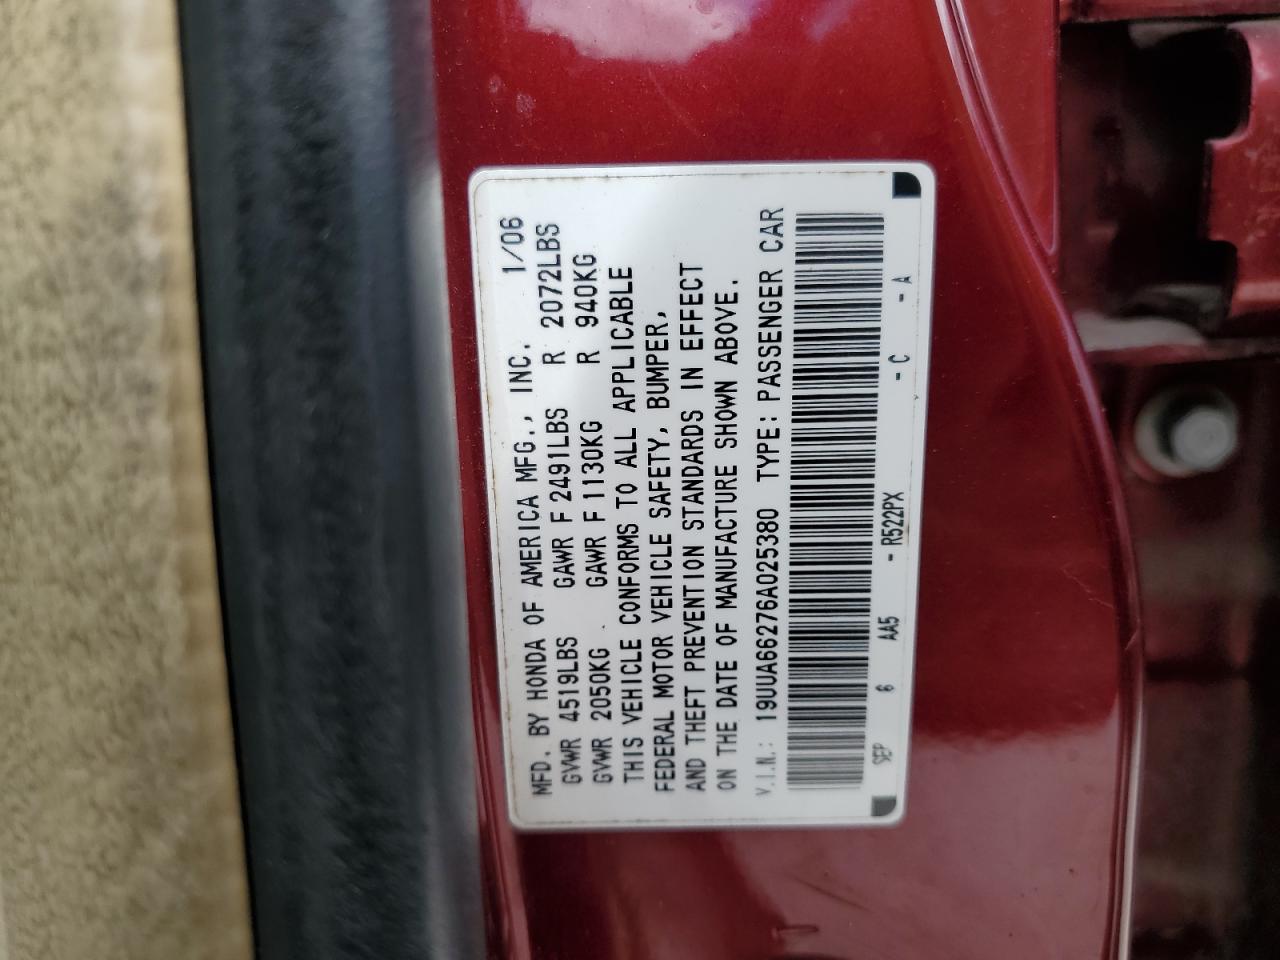 MFD. BY HONDA OF AMERICA MFG., INC. 1/06
GVWR 4519LBS GAWR F 2491LBS R 2072LBS
GVWR 2050KG GAWR F 1130KG R 940KG
THIS VEHICLE CONFORMS TO ALL APPLICABLE
FEDERAL MOTOR VEHICLE SAFETY, BUMPER,
AND THEFT PREVENTION STANDARDS IN EFFECT
ON THE DATE OF MANUFACTURE SHOWN ABOVE.
V.I.N.: 19UUA66276A025380 TYPE: PASSENGER CAR
SEP 6 AA5 - R522PX - C - A